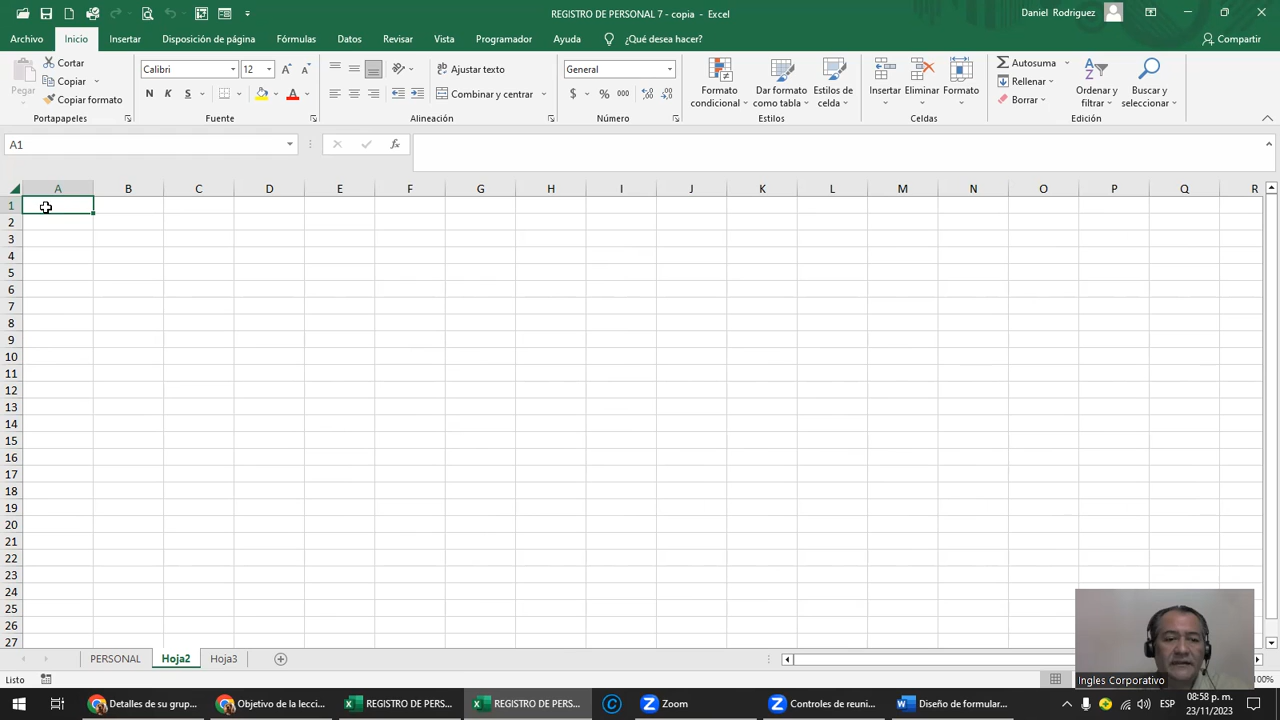 REGISTRO DE PERSONAL 7 - copia - Excel
Daniel Rodriguez
Archivo Inicio Insertar Disposición de página Fórmulas Datos Revisar Vista Programador Ayuda ¿Qué desea hacer? Compartir
Pegar
Cortar
Copiar
Copiar formato
Portapapeles
Calibri 12
N K S
Fuente
Ajustar texto
Combinar y centrar
Alineación
General
$ % 000
Número
Formato condicional
Dar formato como tabla
Estilos de celda
Estilos
Insertar Eliminar Formato
Celdas
Autosuma
Rellenar
Borrar
Ordenar y filtrar
Buscar y seleccionar
Edición
A1
fx
A B C D E F G H I J K L M N O P Q R
1
2
3
4
5
6
7
8
9
10
11
12
13
14
15
16
17
18
19
20
21
22
23
24
25
26
27
Ingles Corporativo
PERSONAL Hoja2 Hoja3
Listo
100%
Detalles de su grup...
Objetivo de la lecci...
REGISTRO DE PERS...
REGISTRO DE PERS...
Zoom
Controles de reuni...
Diseño de formular...
ESP
08:58 p. m.
23/11/2023